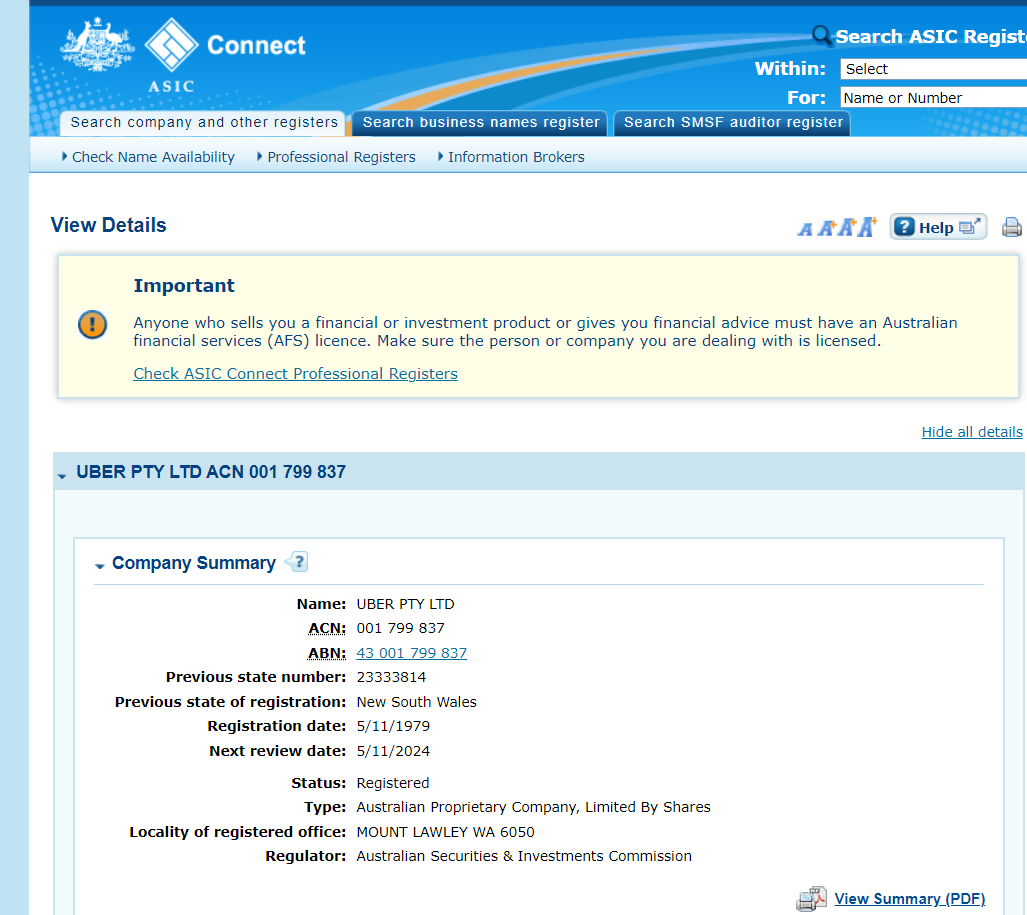 Connect
ASIC
Search ASIC Regist
Within: Select
For: Name or Number
Search company and other registers Search business names register Search SMSF auditor register
Check Name Availability Professional Registers Information Brokers
View Details
A A+ A+ A+ ? Help
Important
! Anyone who sells you a financial or investment product or gives you financial advice must have an Australian
financial services (AFS) licence. Make sure the person or company you are dealing with is licensed.
Check ASIC Connect Professional Registers
Hide all details
UBER PTY LTD ACN 001 799 837
Company Summary ?
Name: UBER PTY LTD
ACN: 001 799 837
ABN: 43 001 799 837
Previous state number: 23333814
Previous state of registration: New South Wales
Registration date: 5/11/1979
Next review date: 5/11/2024
Status: Registered
Type: Australian Proprietary Company, Limited By Shares
Locality of registered office: MOUNT LAWLEY WA 6050
Regulator: Australian Securities & Investments Commission
View Summary (PDF)